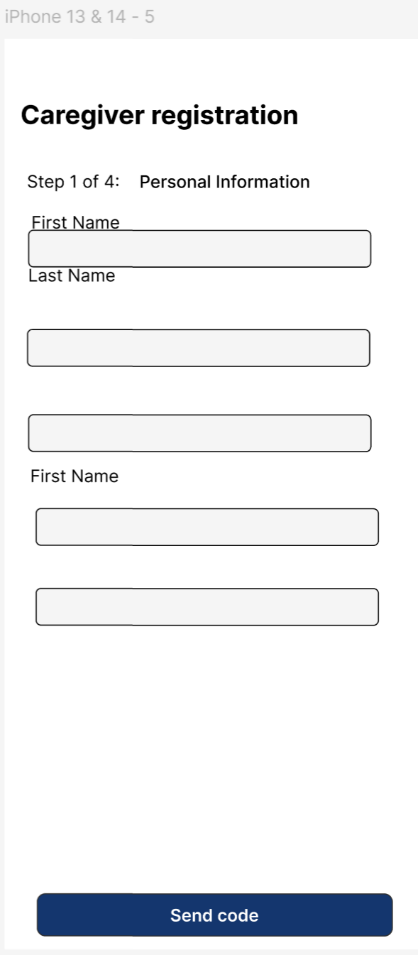 iPhone 13 & 14 - 5
Caregiver registration
Step 1 of 4: Personal Information
First Name
Last Name
First Name
Send code